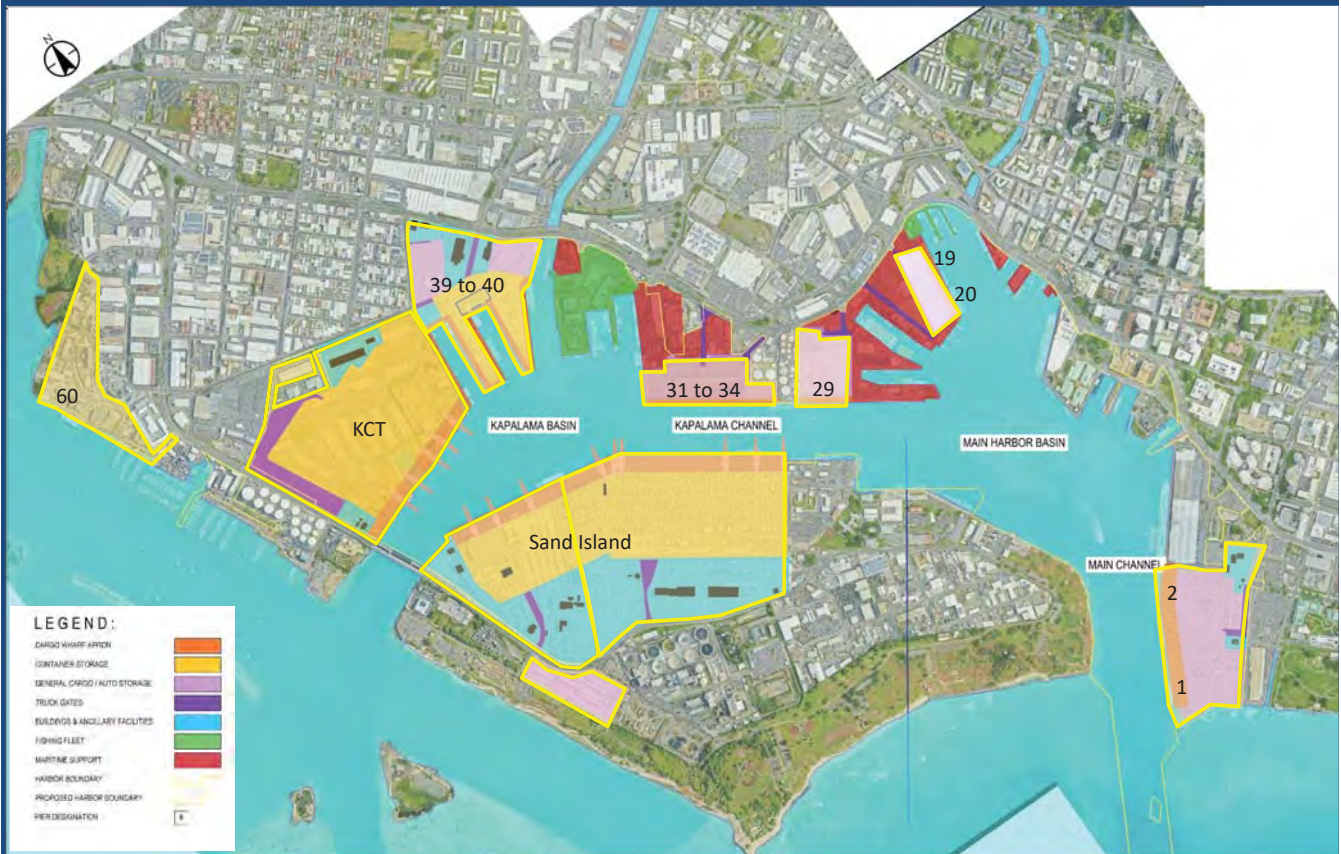 N
19
20
39 to 40
60
31 to 34
29
KCT
KAPALAMA BASIN
KAPALAMA CHANNEL
MAIN HARBOR BASIN
Sand Island
MAIN CHANNEL
2
1
LEGEND:
CARGO WHARF APRON
CONTAINER STORAGE
GENERAL CARGO / AUTO STORAGE
TRUCK GATES
BUILDINGS & ANCILLARY FACILITIES
FISHING FLEET
MARITIME SUPPORT
HARBOR BOUNDARY
PROPOSED HARBOR BOUNDARY
PIER DESIGNATION